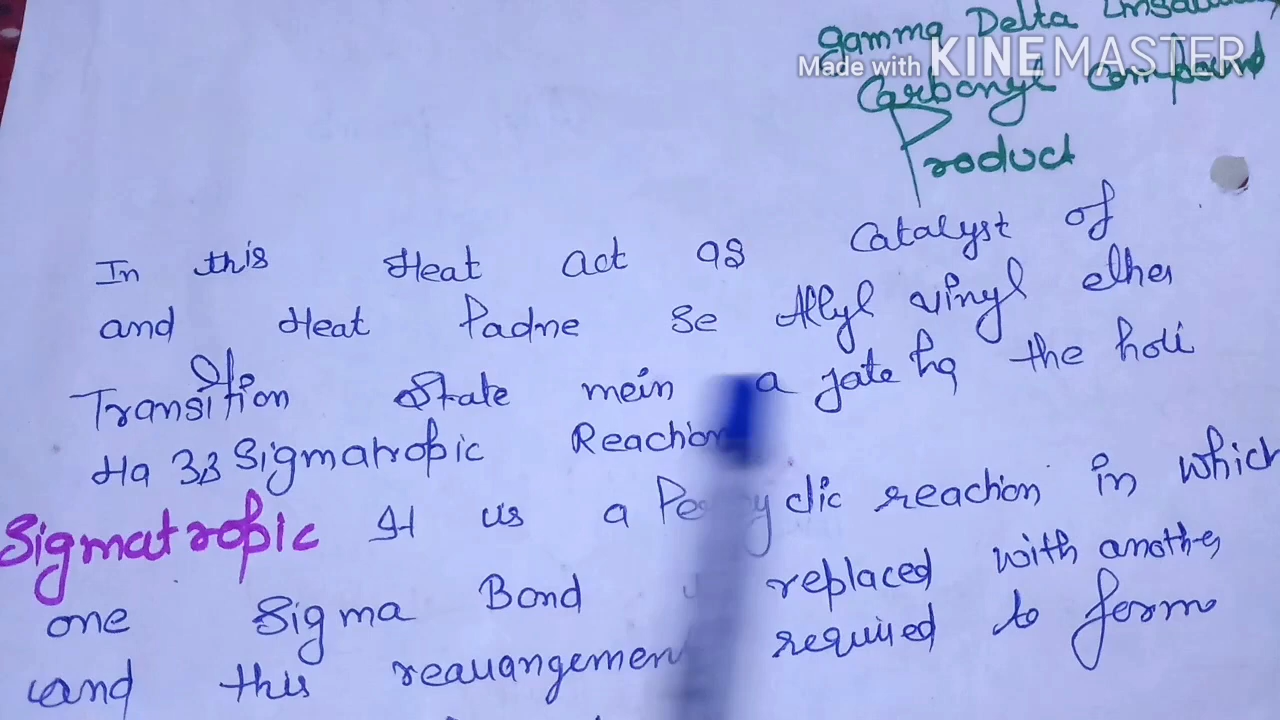 Gamma Delta
Made with KINEMASTER
Carbonyl Compound
Product
In this Heat act as Catalyst of
and Heat Padne se Allyl vinyl ether
Transition State mein a jate ha the hoti
Ha 3,3 Sigmatropic Reaction
Sigmatropic It is a Pericyclic reaction in which
one Sigma Bond replaced with another
and this rearrangement required to form